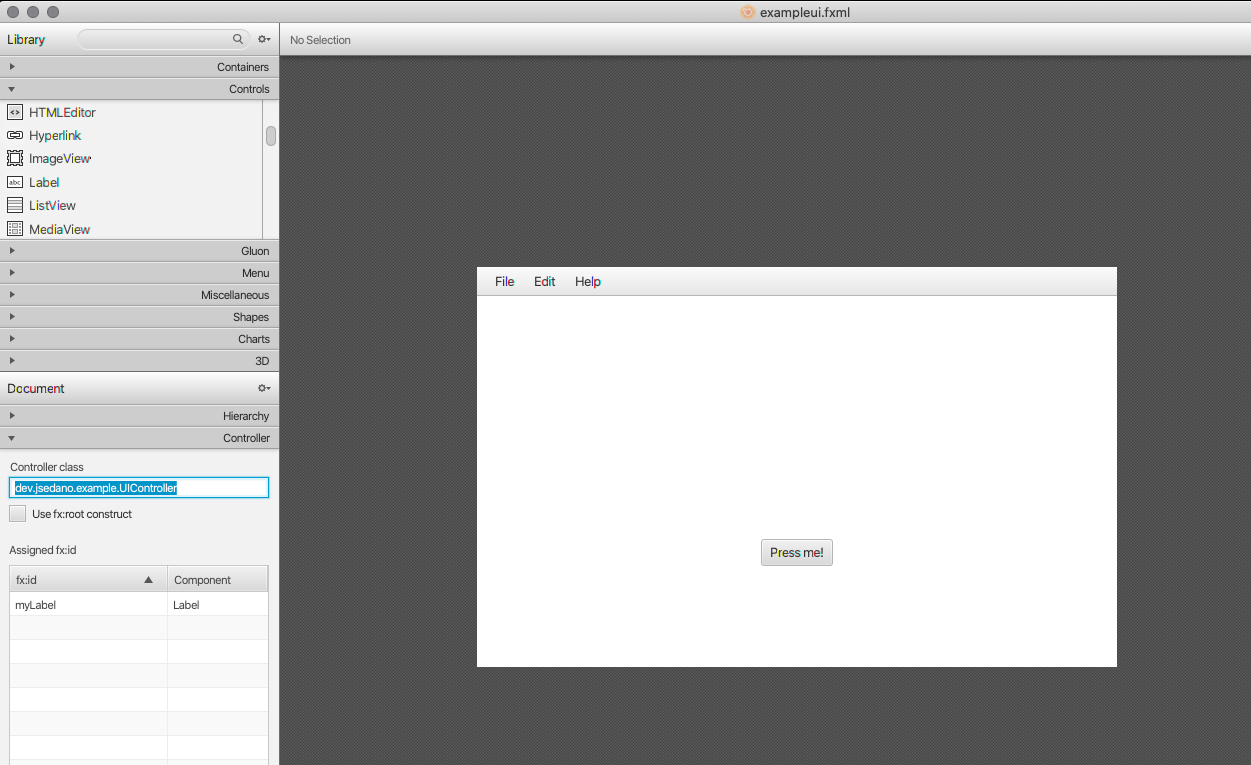 exampleui.fxml
Library
No Selection
Containers
Controls
HTMLEditor
Hyperlink
ImageView
abc Label
ListView
MediaView
Gluon
Menu
Miscellaneous
Shapes
Charts
3D
Document
Hierarchy
Controller
Controller class
dev.jsedano.example.UIController
Use fx:root construct
Assigned fx:id
fx:id Component
myLabel Label
File Edit Help
Press me!